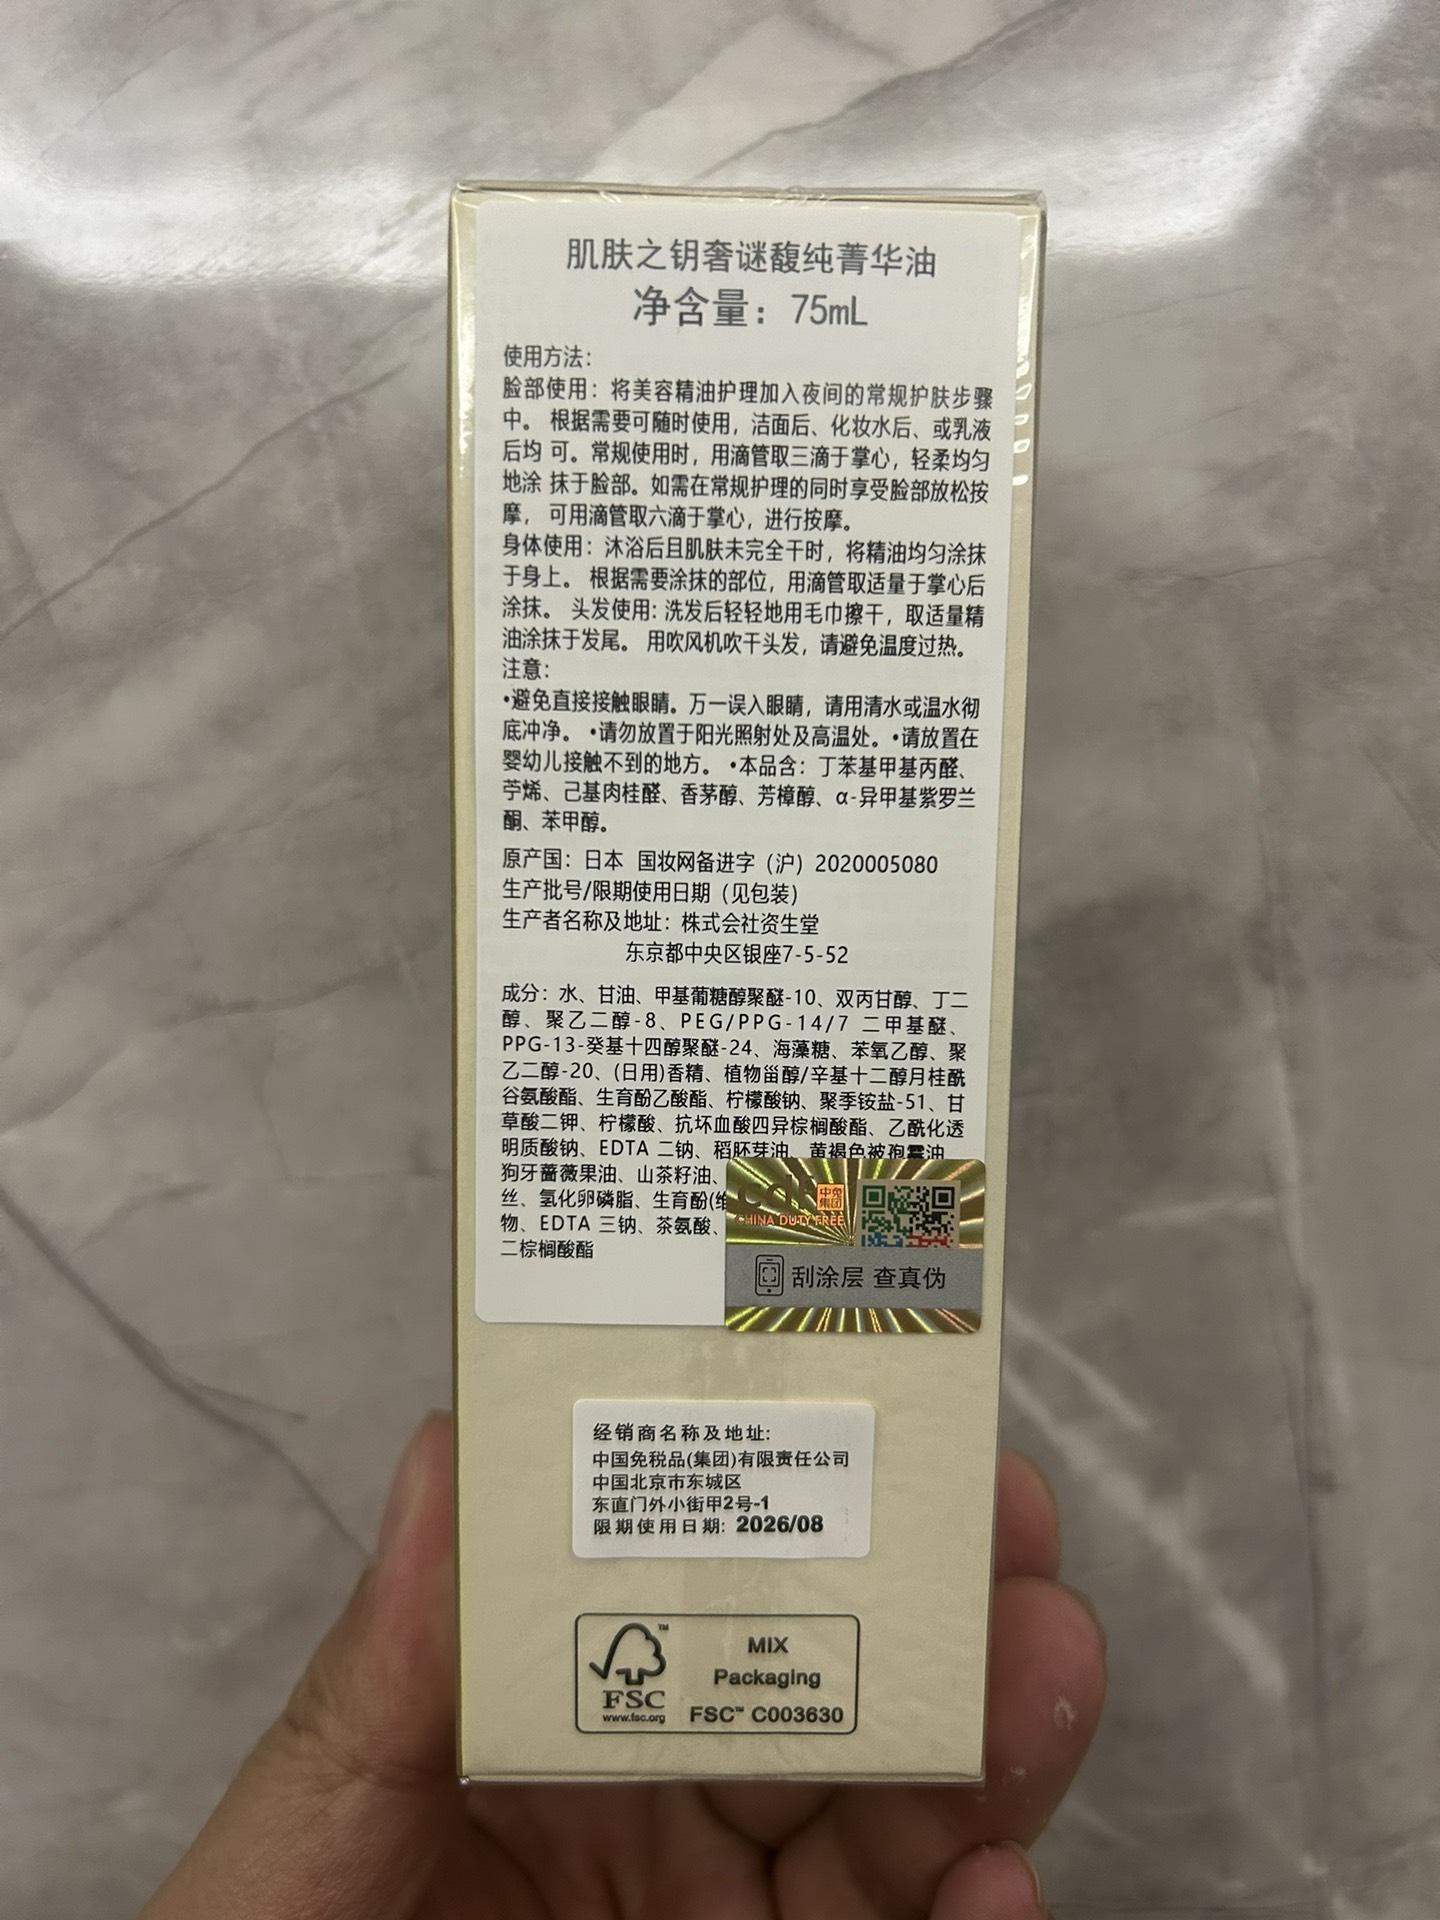 肌肤之钥奢谜馥纯菁华油
净含量：75mL
使用方法：
脸部使用：将美容精油护理加入夜间的常规护肤步骤
中。 根据需要可随时使用，洁面后、化妆水后、或乳液
后均 可。常规使用时，用滴管取三滴于掌心，轻柔均匀
地涂 抹于脸部。如需在常规护理的同时享受脸部放松按
摩， 可用滴管取六滴于掌心，进行按摩。
身体使用：沐浴后且肌肤未完全干时，将精油均匀涂抹
于身上。 根据需要涂抹的部位，用滴管取适量于掌心后
涂抹。 头发使用：洗发后轻轻地用毛巾擦干，取适量精
油涂抹于发尾。 用吹风机吹干头发，请避免温度过热。
注意：
•避免直接接触眼睛。万一误入眼睛，请用清水或温水彻
底冲净。 •请勿放置于阳光照射处及高温处。•请放置在
婴幼儿接触不到的地方。 •本品含：丁苯基甲基丙醛、
苧烯、己基肉桂醛、香茅醇、芳樟醇、α-异甲基紫罗兰
酮、苯甲醇。
原产国：日本 国妆网备进字（沪）2020005080
生产批号/限期使用日期（见包装）
生产者名称及地址：株式会社资生堂
东京都中央区银座7-5-52
成分：水、甘油、甲基葡糖醇聚醚-10、双丙甘醇、丁二
醇、聚乙二醇-8、PEG/PPG-14/7 二甲基醚、
PPG-13-癸基十四醇聚醚-24、海藻糖、苯氧乙醇、聚
乙二醇-20、(日用)香精、植物甾醇/辛基十二醇月桂酰
谷氨酸酯、生育酚乙酸酯、柠檬酸钠、聚季铵盐-51、甘
草酸二钾、柠檬酸、抗坏血酸四异棕榈酸酯、乙酰化透
明质酸钠、EDTA 二钠、稻胚芽油、黄褐色被孢霉油、
狗牙蔷薇果油、山茶籽油、
丝、氢化卵磷脂、生育酚(维
物、EDTA 三钠、茶氨酸、
二棕榈酸酯
cdf 中免集团
CHINA DUTY FREE
刮涂层 查真伪
经销商名称及地址：
中国免税品(集团)有限责任公司
中国北京市东城区
东直门外小街甲2号-1
限期使用日期：2026/08
FSC
www.fsc.org
MIX
Packaging
FSC™ C003630